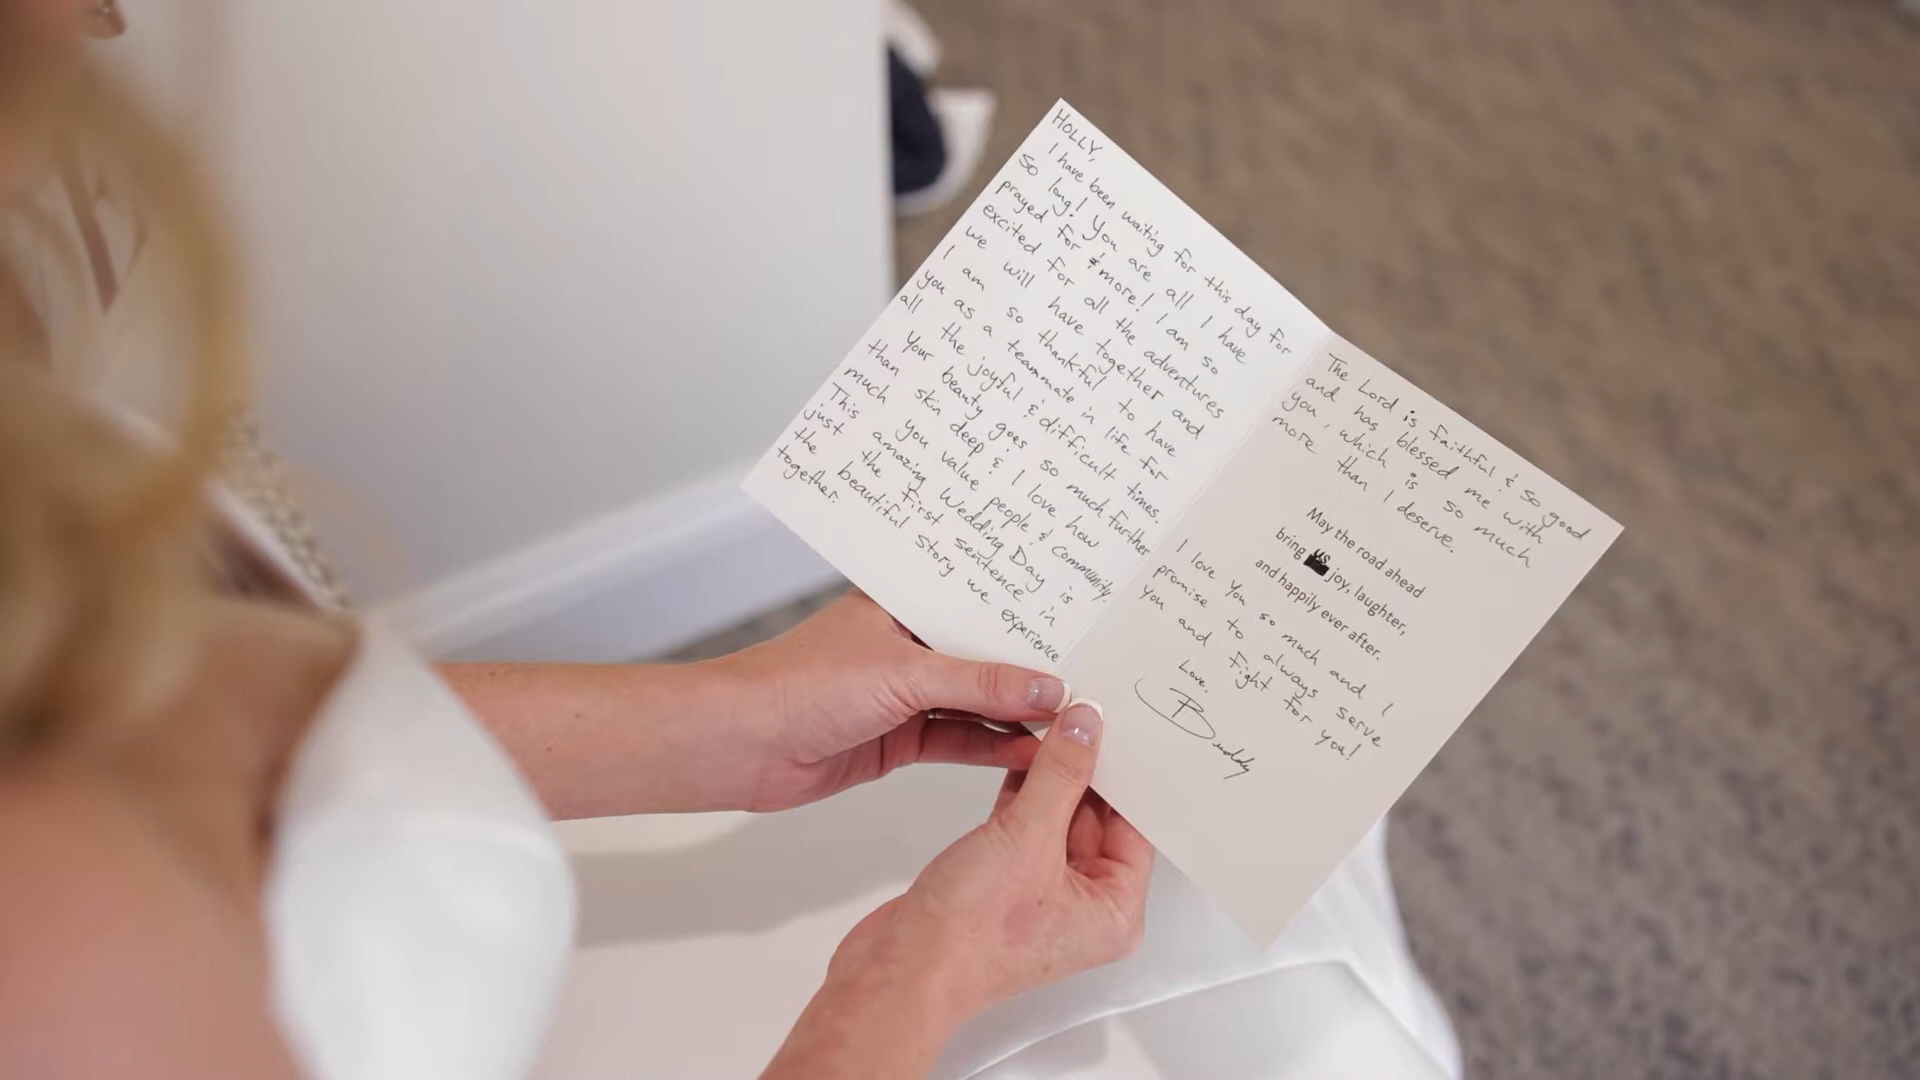 HOLLY,
I have been waiting for this day for
so long! You are all I have
prayed for & more! I am so
excited for all the adventures
we will have together and
I am so thankful to have
you as a teammate in life for
all the joyful & difficult times.
Your beauty goes so much further
than skin deep & I love how
much you value people & community.
This amazing Wedding Day is
just the first sentence in
the beautiful story we experience
together.
The Lord is faithful & so good
and has blessed me with
you, which is so much
more than I deserve.
May the road ahead
bring us joy, laughter,
and happily ever after.
I love you so much and I
promise to always serve
you and fight for you!
Love,
Buddy